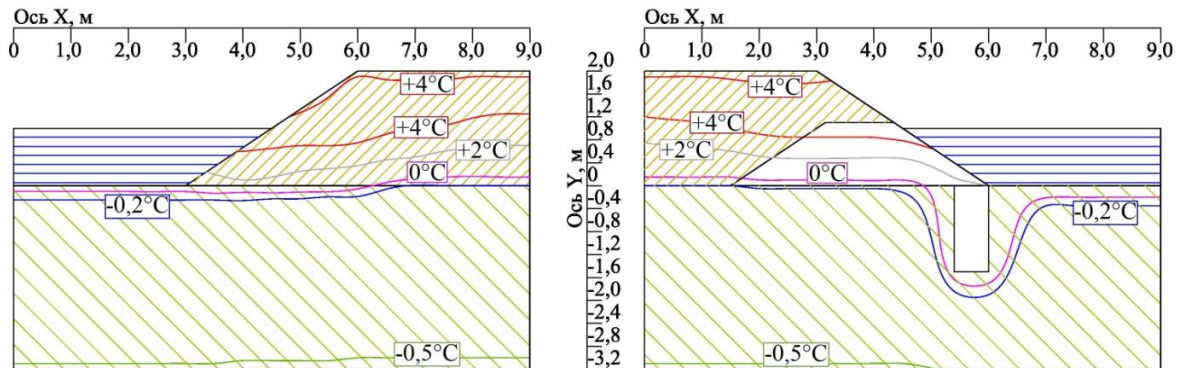 Ось X, м
0 1,0 2,0 3,0 4,0 5,0 6,0 7,0 8,0 9,0
+4°C
+4°C
+2°C
0°C
-0,2°C
-0,5°C
Ось Y, м
2,0
1,6
1,2
0,8
0,4
0
-0,4
-0,8
-1,2
-1,6
-2,0
-2,4
-2,8
-3,2
Ось X, м
0 1,0 2,0 3,0 4,0 5,0 6,0 7,0 8,0 9,0
+4°C
+4°C
+2°C
0°C
-0,2°C
-0,5°C